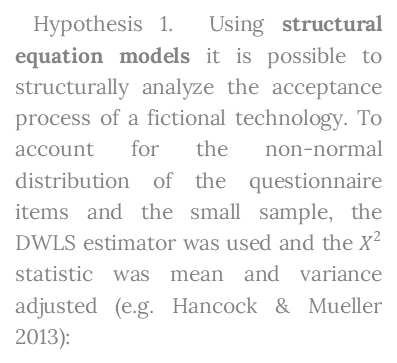 Hypothesis 1. Using structural
equation models it is possible to
structurally analyze the acceptance
process of a fictional technology. To
account for the non-normal
distribution of the questionnaire
items and the small sample, the
DWLS estimator was used and the X²
statistic was mean and variance
adjusted (e.g. Hancock & Mueller
2013):